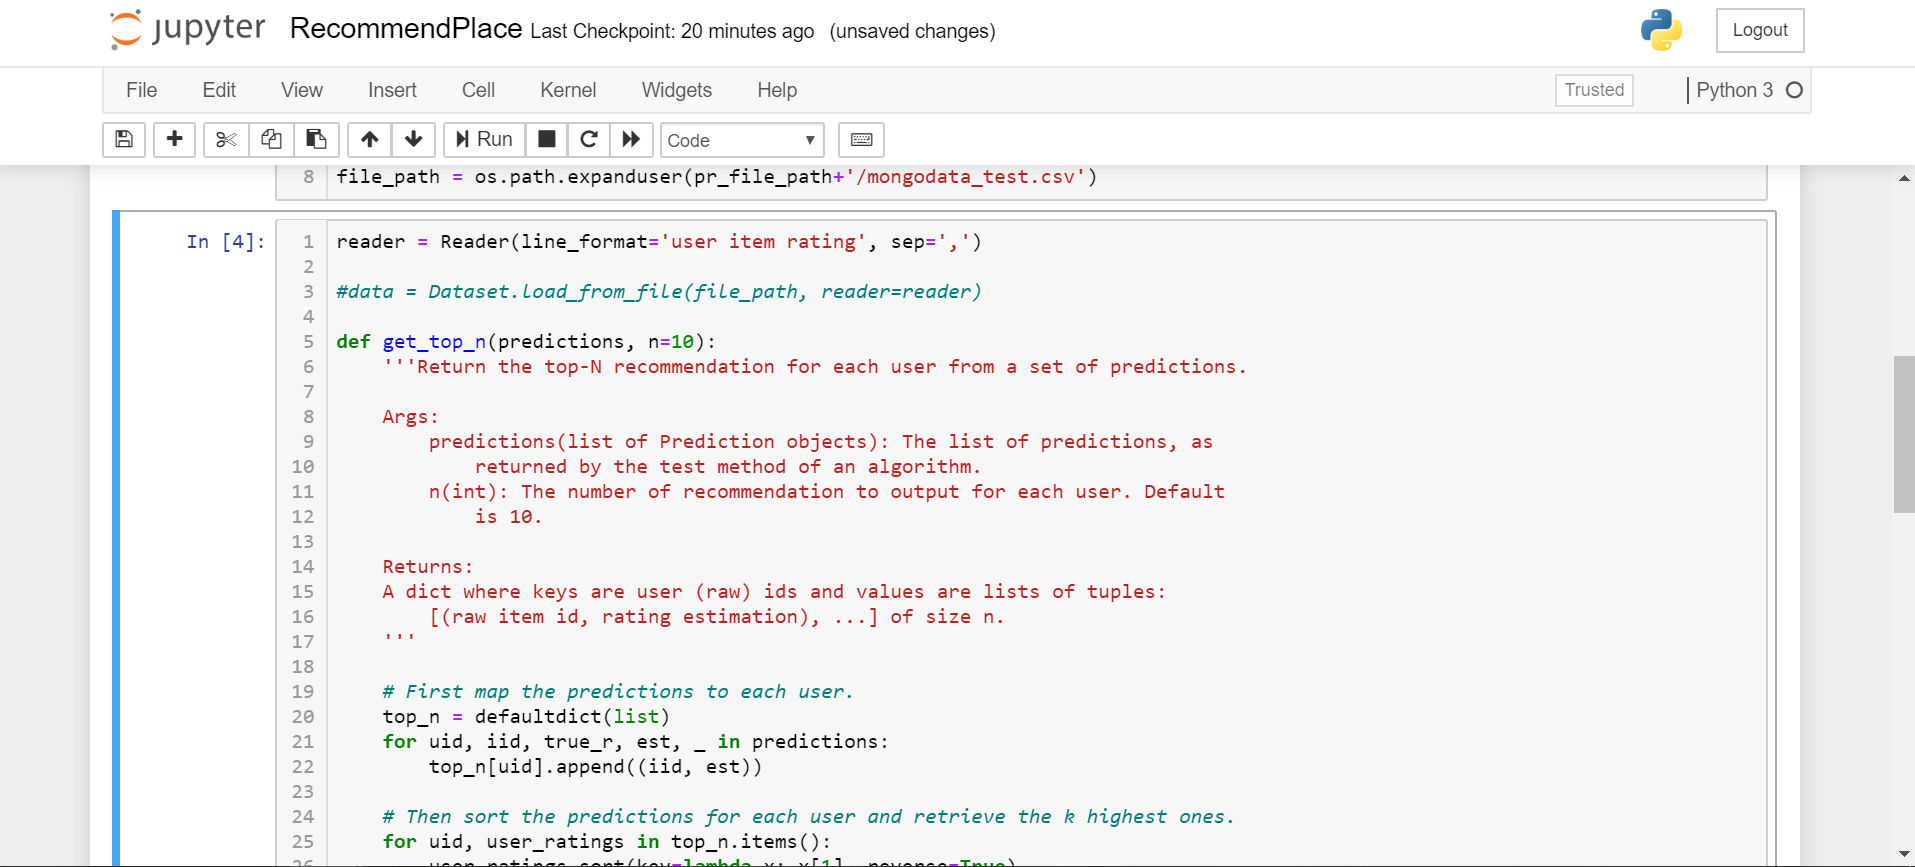 jupyter RecommendPlace Last Checkpoint: 20 minutes ago (unsaved changes) Logout
File Edit View Insert Cell Kernel Widgets Help Trusted Python 3
Run Code
8 file_path = os.path.expanduser(pr_file_path+'/mongodata_test.csv')
In [4]: 1 reader = Reader(line_format='user item rating', sep=',')
2
3 #data = Dataset.load_from_file(file_path, reader=reader)
4
5 def get_top_n(predictions, n=10):
6 '''Return the top-N recommendation for each user from a set of predictions.
7
8 Args:
9 predictions(list of Prediction objects): The list of predictions, as
10 returned by the test method of an algorithm.
11 n(int): The number of recommendation to output for each user. Default
12 is 10.
13
14 Returns:
15 A dict where keys are user (raw) ids and values are lists of tuples:
16 [(raw item id, rating estimation), ...] of size n.
17 '''
18
19 # First map the predictions to each user.
20 top_n = defaultdict(list)
21 for uid, iid, true_r, est, _ in predictions:
22 top_n[uid].append((iid, est))
23
24 # Then sort the predictions for each user and retrieve the k highest ones.
25 for uid, user_ratings in top_n.items():
26 user_ratings.sort(key=lambda x: x[1], reverse=True)